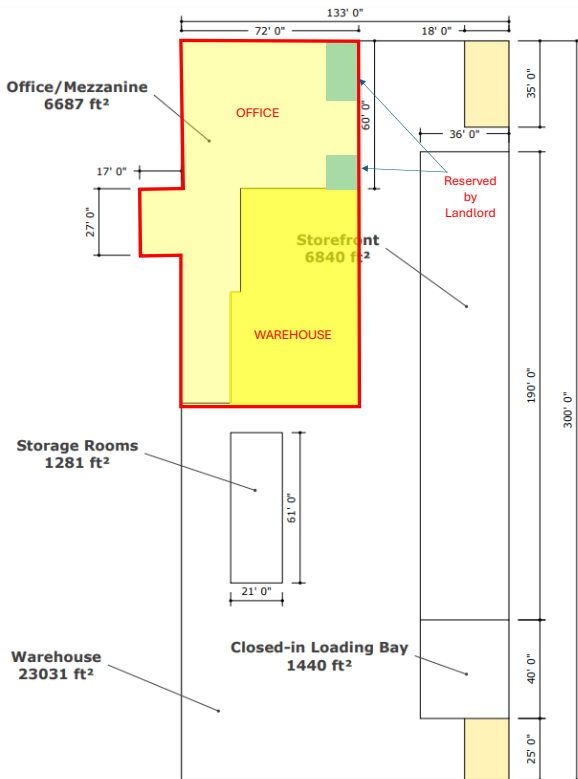 133' 0"
72' 0"
18' 0"
Office/Mezzanine
6687 ft²
OFFICE
60' 0"
35' 0"
36' 0"
17' 0"
Reserved
by
Landlord
27' 0"
Storefront
6840 ft²
WAREHOUSE
190' 0"
300' 0"
Storage Rooms
1281 ft²
61' 0"
21' 0"
Warehouse
23031 ft²
Closed-in Loading Bay
1440 ft²
40' 0"
25' 0"